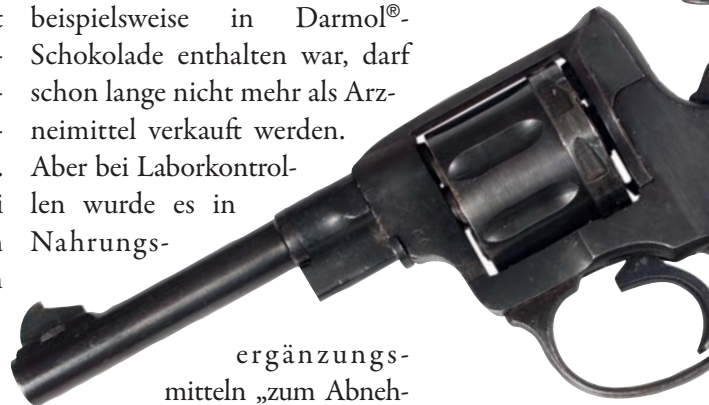 beispielsweise in Darmol®-
Schokolade enthalten war, darf
schon lange nicht mehr als Arz-
neimittel verkauft werden.
Aber bei Laborkontrol-
len wurde es in
Nahrungs-
ergänzungs-
mitteln „zum Abneh-